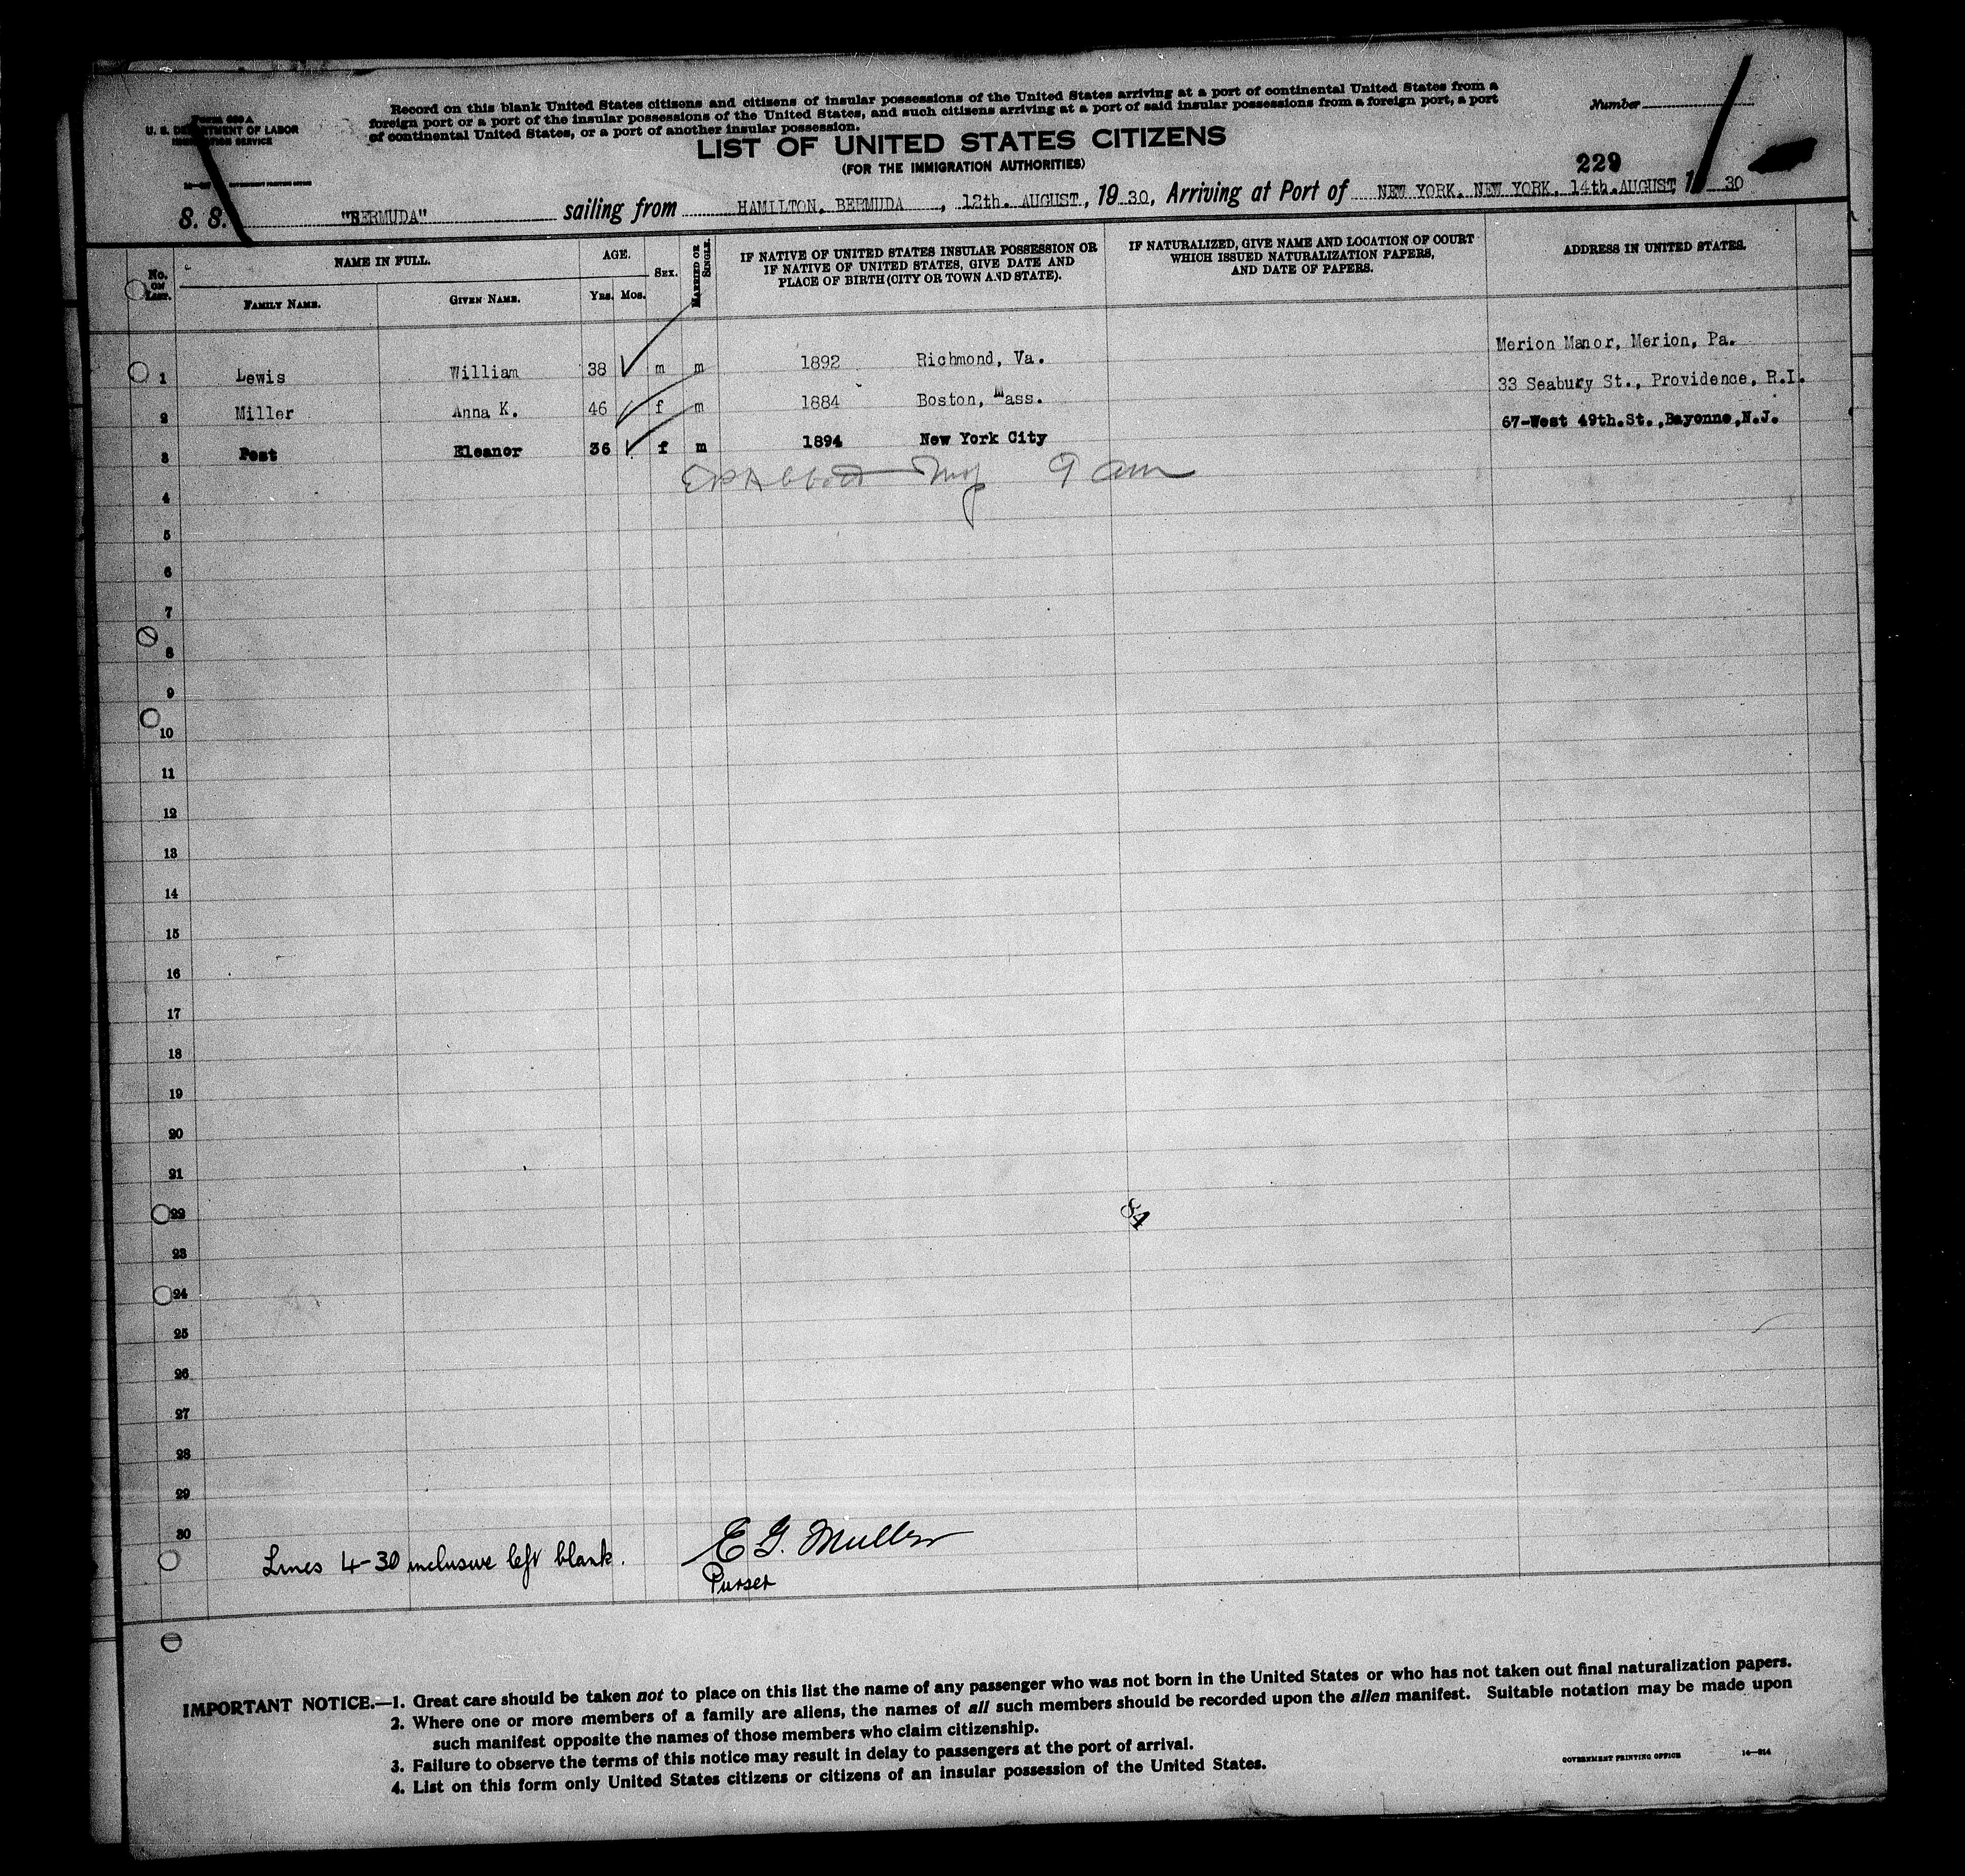 Form 630 A
U. S. DEPARTMENT OF LABOR
IMMIGRATION SERVICE
Record on this blank United States citizens and citizens of insular possessions of the United States arriving at a port of continental United States from a
foreign port or a port of the insular possessions of the United States, and such citizens arriving at a port of said insular possessions from a foreign port, a port
of continental United States, or a port of another insular possession.
Number
LIST OF UNITED STATES CITIZENS
(FOR THE IMMIGRATION AUTHORITIES)
GOVERNMENT PRINTING OFFICE
229
S. S. "BERMUDA" sailing from HAMILTON, BERMUDA, 12th. AUGUST, 19 30, Arriving at Port of NEW YORK. NEW YORK. 14th.AUGUST 1 30
No. ON LIST.
NAME IN FULL.
FAMILY NAME.
GIVEN NAME.
AGE.
YRS. MOS.
SEX.
MARRIED OR SINGLE.
IF NATIVE OF UNITED STATES INSULAR POSSESSION OR
IF NATIVE OF UNITED STATES, GIVE DATE AND
PLACE OF BIRTH (CITY OR TOWN AND STATE).
IF NATURALIZED, GIVE NAME AND LOCATION OF COURT
WHICH ISSUED NATURALIZATION PAPERS,
AND DATE OF PAPERS.
ADDRESS IN UNITED STATES.
1 Lewis William 38 m m 1892 Richmond, Va. Merion Manor, Merion, Pa.
2 Miller Anna K. 46 f m 1884 Boston, Mass. 33 Seabury St., Providence, R.I.
3 Post Eleanor 36 f m 1894 New York City 67-West 49th.St.,Bayonne,N.J.
4 9 am
5
6
7
8
9
10
11
12
13
14
15
16
17
18
19
20
21
22 84
23
24
25
26
27
28
29
30
Lines 4-30 inclusive left blank. E G. Muller
Purser
IMPORTANT NOTICE.—1. Great care should be taken not to place on this list the name of any passenger who was not born in the United States or who has not taken out final naturalization papers.
2. Where one or more members of a family are aliens, the names of all such members should be recorded upon the alien manifest. Suitable notation may be made upon
such manifest opposite the names of those members who claim citizenship.
3. Failure to observe the terms of this notice may result in delay to passengers at the port of arrival.
4. List on this form only United States citizens or citizens of an insular possession of the United States.
GOVERNMENT PRINTING OFFICE 14—214